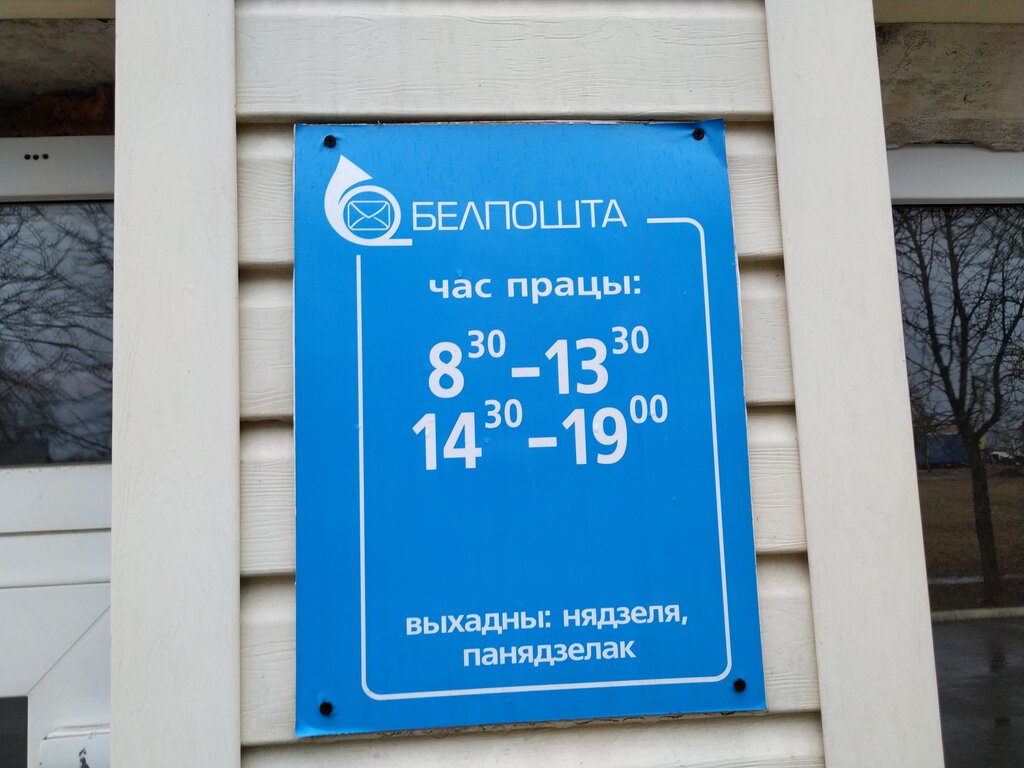 БЕЛПОШТА
час працы:
8³⁰–13³⁰
14³⁰–19⁰⁰
выхадны: нядзеля,
панядзелак